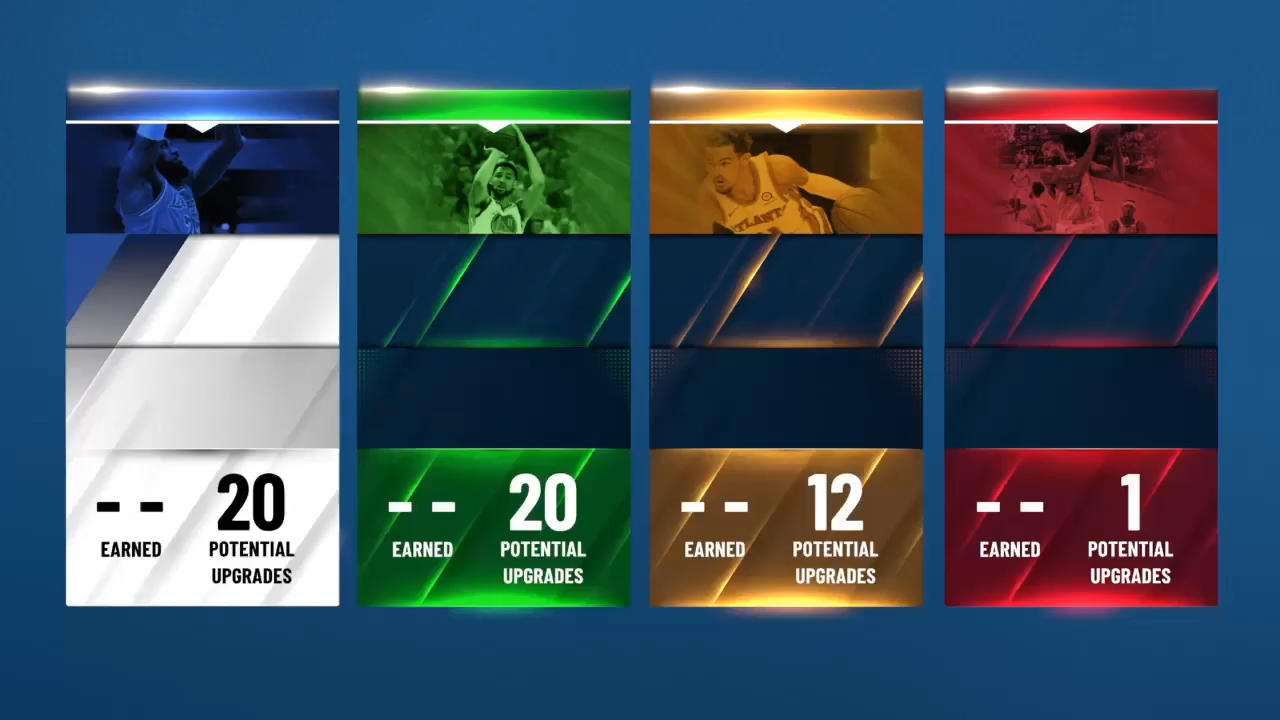 - - 20
EARNED POTENTIAL
UPGRADES
- - 20
EARNED POTENTIAL
UPGRADES
- - 12
EARNED POTENTIAL
UPGRADES
- - 1
EARNED POTENTIAL
UPGRADES
ATLANTA